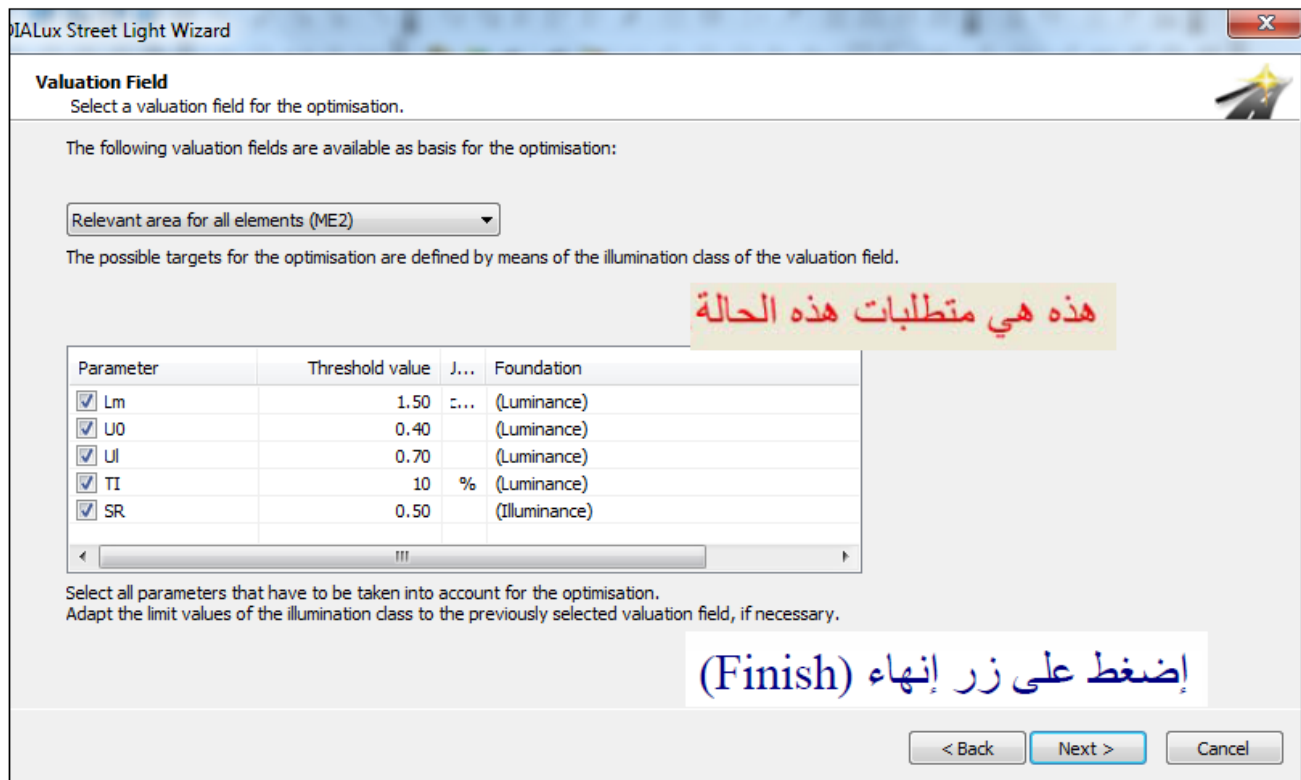 DIALux Street Light Wizard
Valuation Field
Select a valuation field for the optimisation.
The following valuation fields are available as basis for the optimisation:
Relevant area for all elements (ME2)
The possible targets for the optimisation are defined by means of the illumination class of the valuation field.
هذه هي متطلبات هذه الحالة
Parameter Threshold value J... Foundation
Lm 1.50 (Luminance)
U0 0.40 (Luminance)
Ul 0.70 (Luminance)
TI 10 % (Luminance)
SR 0.50 (Illuminance)
Select all parameters that have to be taken into account for the optimisation.
Adapt the limit values of the illumination class to the previously selected valuation field, if necessary.
إضغط على زر إنهاء (Finish)
< Back Next > Cancel